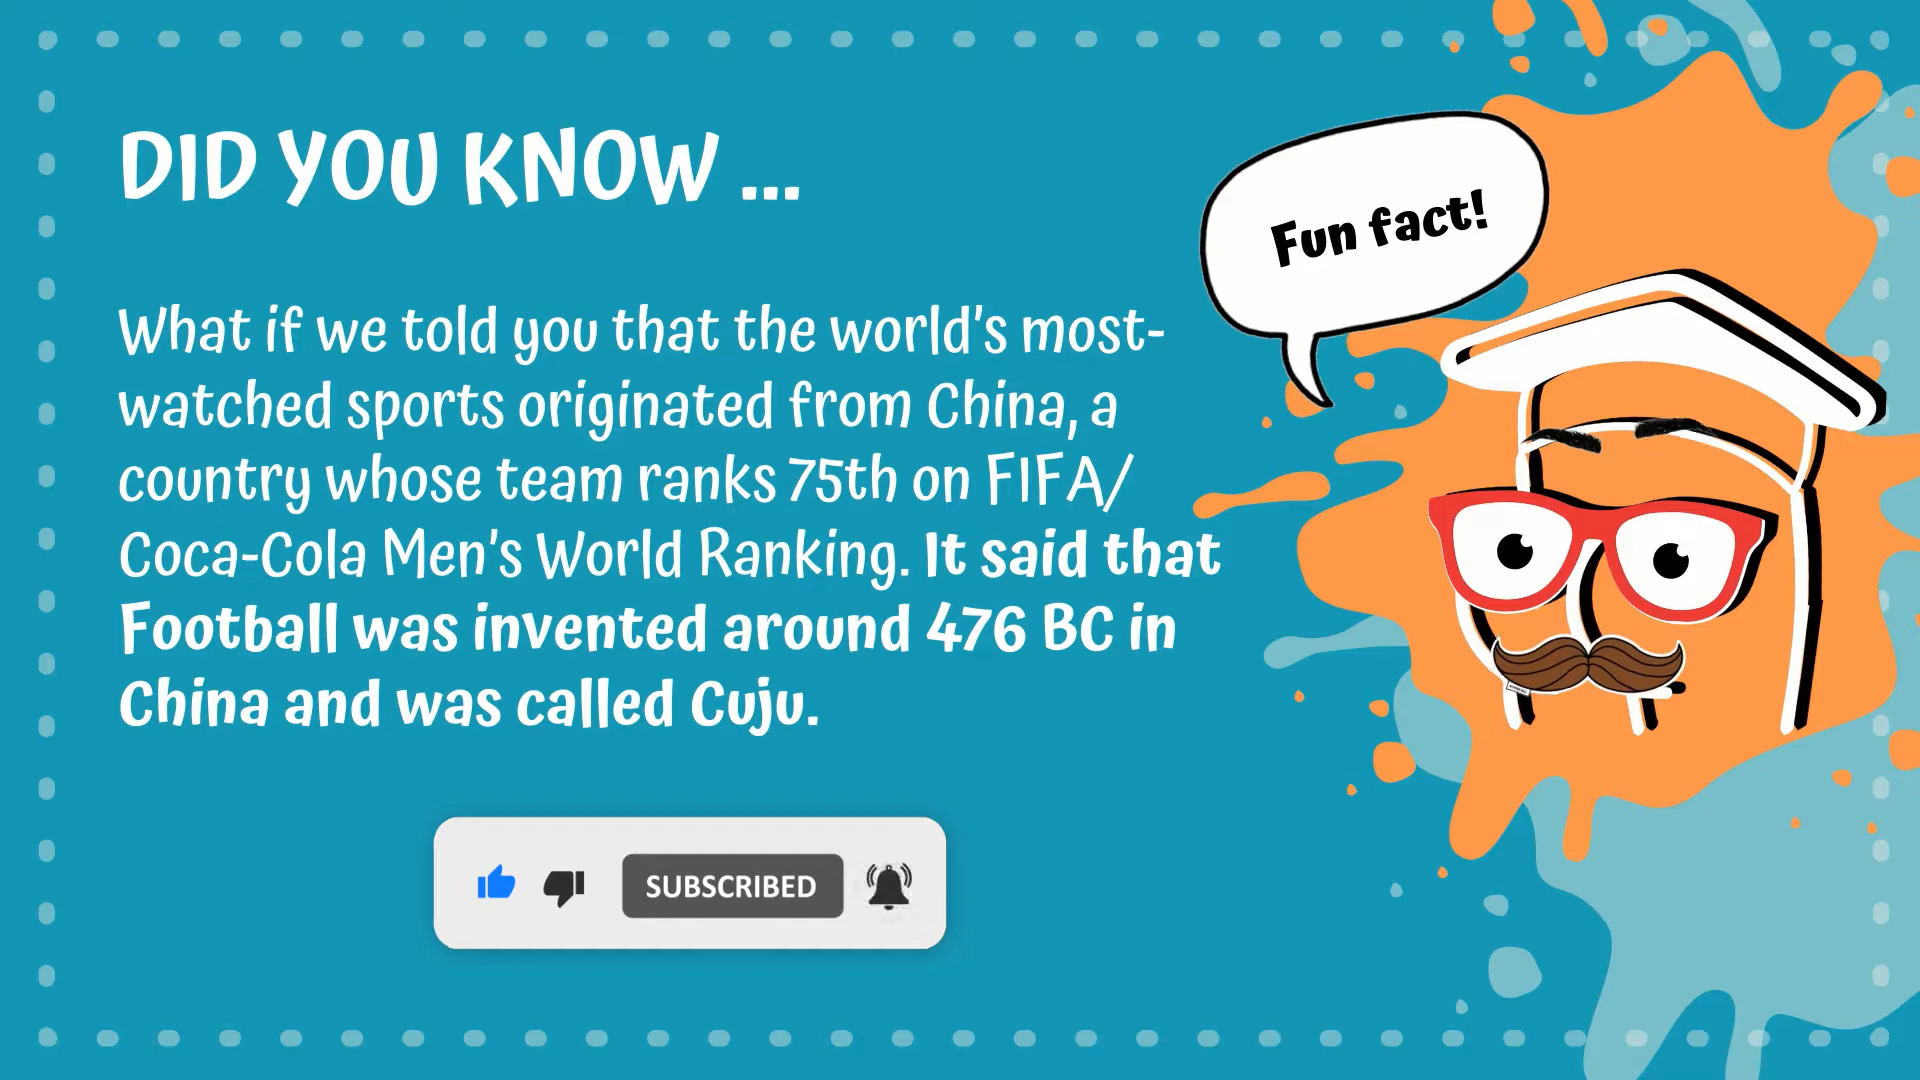 DID YOU KNOW ...
Fun fact!
What if we told you that the world's most-
watched sports originated from China, a
country whose team ranks 75th on FIFA/
Coca-Cola Men's World Ranking. It said that
Football was invented around 476 BC in
China and was called Cuju.
SUBSCRIBED